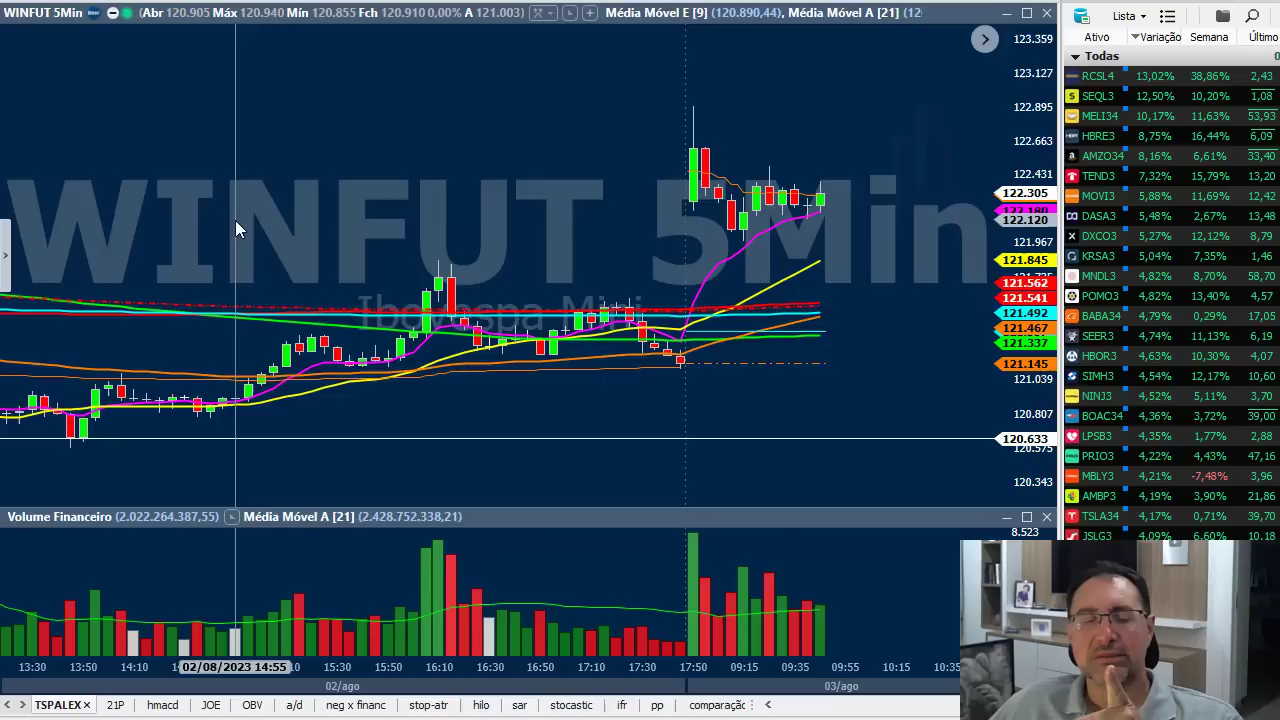 WINFUT 5Min (Abr 120.905 Máx 120.940 Mín 120.855 Fch 120.910 0,00% A 121.003) Média Móvel E [9] (120.890,44), Média Móvel A [21] (12
WINFUT 5Min
Ibovespa Mini
123.359
123.127
122.895
122.663
122.431
122.305
122.180
122.120
121.967
121.845
121.735
121.562
121.541
121.492
121.467
121.337
121.145
121.039
120.807
120.633
120.575
120.343
Volume Financeiro (2.022.264.387,55) Média Móvel A [21] (2.428.752.338,21)
8.523
13:30 13:50 14:10 02/08/2023 14:55 15:30 15:50 16:10 16:30 16:50 17:10 17:30 17:50 09:15 09:35 09:55 10:15 10:35
02/ago 03/ago
TSPALEX 21P hmacd JOE OBV a/d neg x financ stop-atr hilo sar stocastic ifr pp comparação
Lista
Ativo Variação Semana Último
Todas 0
RCSL4 13,02% 38,86% 2,43
SEQL3 12,50% 10,20% 1,08
MELI34 10,17% 11,63% 53,93
HBRE3 8,75% 16,44% 6,09
AMZO34 8,16% 6,61% 33,40
TEND3 7,32% 15,79% 13,20
MOVI3 5,88% 11,69% 12,42
DASA3 5,48% 2,67% 13,48
DXCO3 5,27% 12,12% 8,79
KRSA3 5,04% 7,35% 1,46
MNDL3 4,82% 8,70% 58,70
POMO3 4,82% 13,40% 4,57
BABA34 4,79% 0,29% 17,05
SEER3 4,74% 11,13% 6,19
HBOR3 4,63% 10,30% 4,07
SIMH3 4,54% 12,17% 10,60
NINJ3 4,52% 5,11% 3,70
BOAC34 4,36% 3,72% 39,00
LPSB3 4,35% 1,77% 2,88
PRIO3 4,22% 4,43% 47,16
MBLY3 4,21% -7,48% 3,96
AMBP3 4,19% 3,90% 21,86
TSLA34 4,17% 0,71% 39,70
JSLG3 4,09% 6,60% 10,18